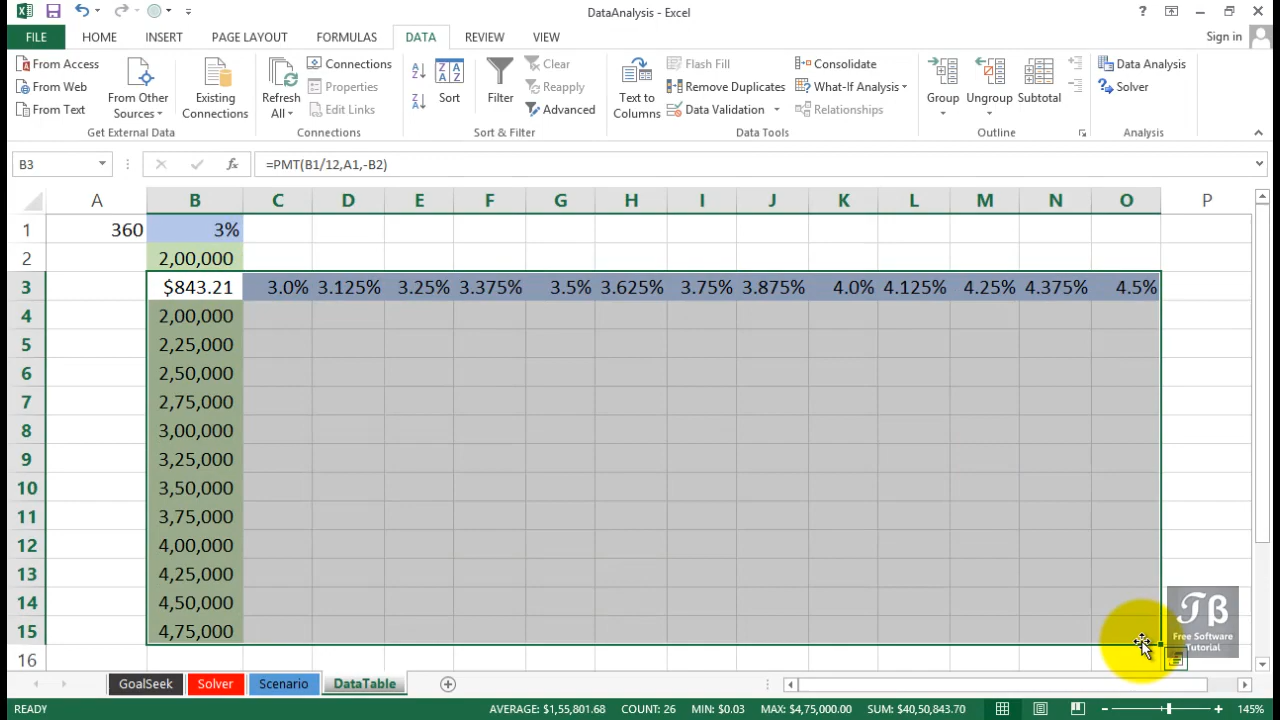 DataAnalysis - Excel
FILE HOME INSERT PAGE LAYOUT FORMULAS DATA REVIEW VIEW Sign in
From Access
From Web
From Text
From Other Sources
Existing Connections
Get External Data
Refresh All
Connections
Properties
Edit Links
Connections
Sort
Filter
Clear
Reapply
Advanced
Sort & Filter
Text to Columns
Flash Fill
Remove Duplicates
Data Validation
Consolidate
What-If Analysis
Relationships
Data Tools
Group
Ungroup
Subtotal
Outline
Data Analysis
Solver
Analysis
B3 fx =PMT(B1/12,A1,-B2)
A B C D E F G H I J K L M N O P
1 360 3%
2 2,00,000
3 $843.21 3.0% 3.125% 3.25% 3.375% 3.5% 3.625% 3.75% 3.875% 4.0% 4.125% 4.25% 4.375% 4.5%
4 2,00,000
5 2,25,000
6 2,50,000
7 2,75,000
8 3,00,000
9 3,25,000
10 3,50,000
11 3,75,000
12 4,00,000
13 4,25,000
14 4,50,000
15 4,75,000
16
Tβ
Free Software
Tutorial
GoalSeek Solver Scenario DataTable
READY AVERAGE: $1,55,801.68 COUNT: 26 MIN: $0.03 MAX: $4,75,000.00 SUM: $40,50,843.70 145%